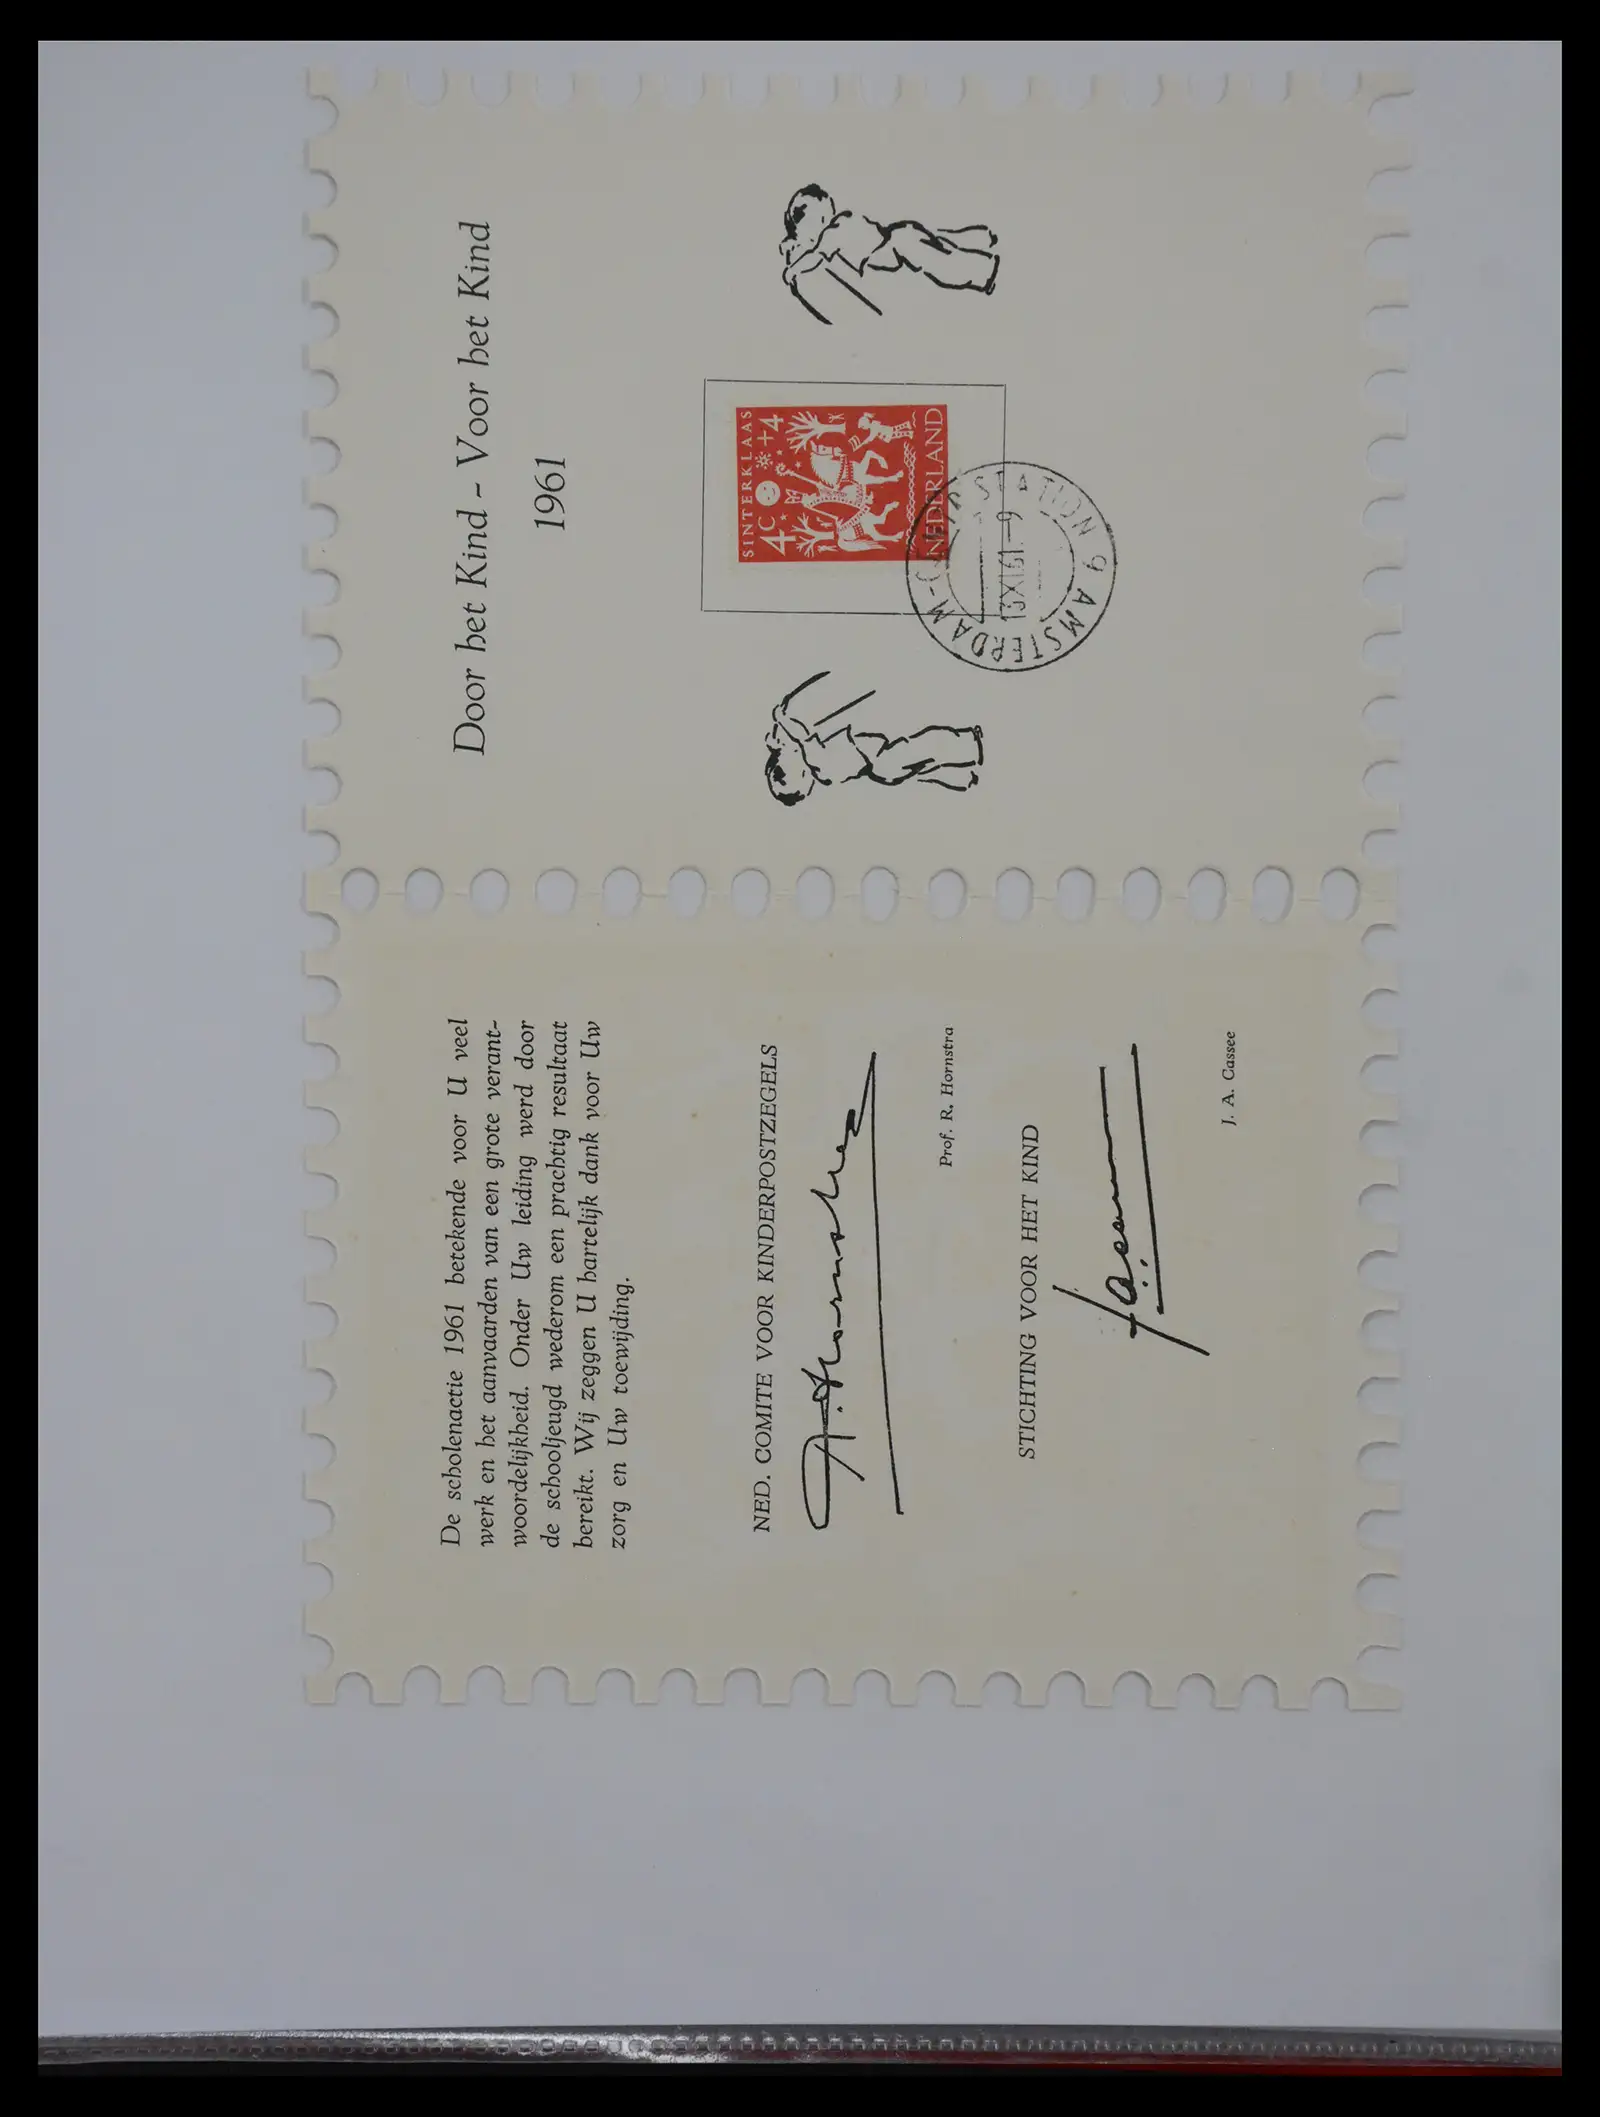 De scholenactie 1961 betekende voor U veel
werk en het aanvaarden van een grote verant-
woordelijkheid. Onder Uw leiding werd door
de schooljeugd wederom een prachtig resultaat
bereikt. Wij zeggen U hartelijk dank voor Uw
zorg en Uw toewijding.
NED. COMITE VOOR KINDERPOSTZEGELS
Prof. R. Hornstra
STICHTING VOOR HET KIND
J. A. Cassee
Door het Kind - Voor het Kind
1961
SINTERKLAAS
4C +4
NEDERLAND
AMSTERDAM-C. STATION 9 AMSTERDAM
13XI61.-9